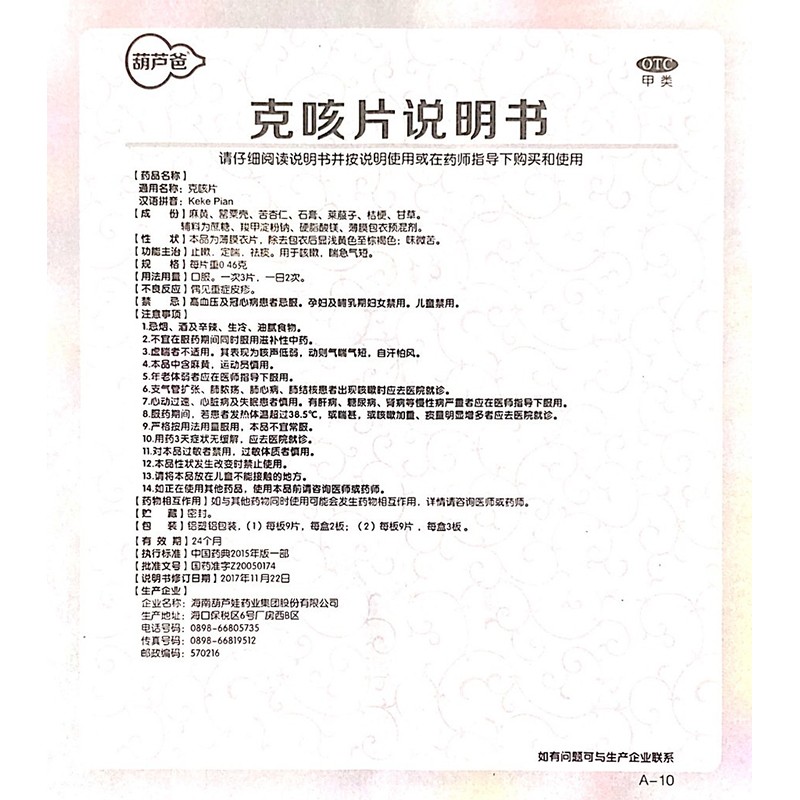 葫芦爸
OTC
甲类
克咳片说明书
请仔细阅读说明书并按说明使用或在药师指导下购买和使用
【药品名称】
通用名称：克咳片
汉语拼音：Keke Pian
【成　份】麻黄、罂粟壳、苦杏仁、石膏、莱菔子、桔梗、甘草。
辅料为蔗糖、羧甲淀粉钠、硬脂酸镁、薄膜包衣预混剂。
【性　状】本品为薄膜衣片，除去包衣后显浅黄色至棕褐色；味微苦。
【功能主治】止嗽，定喘，祛痰。用于咳嗽，喘急气短。
【规　格】每片重0.46克
【用法用量】口服。一次3片，一日2次。
【不良反应】偶见重症皮疹。
【禁　忌】高血压及冠心病患者忌服。孕妇及哺乳期妇女禁用。儿童禁用。
【注意事项】
1.忌烟、酒及辛辣、生冷、油腻食物。
2.不宜在服药期间同时服用滋补性中药。
3.虚喘者不适用。其表现为咳声低弱，动则气喘气短，自汗怕风。
4.本品中含麻黄，运动员慎用。
5.年老体弱者应在医师指导下服用。
6.支气管扩张、肺脓疡、肺心病、肺结核患者出现咳嗽时应去医院就诊。
7.心动过速、心脏病及失眠患者慎用。有肝病、糖尿病、肾病等慢性病严重者应在医师指导下服用。
8.服药期间，若患者发热体温超过38.5℃，或喘甚，或咳嗽加重、痰量明显增多者应去医院就诊。
9.严格按用法用量服用，本品不宜常服。
10.用药3天症状无缓解，应去医院就诊。
11.对本品过敏者禁用，过敏体质者慎用。
12.本品性状发生改变时禁止使用。
13.请将本品放在儿童不能接触的地方。
14.如正在使用其他药品，使用本品前请咨询医师或药师。
【药物相互作用】如与其他药物同时使用可能会发生药物相互作用，详情请咨询医师或药师。
【贮　藏】密封。
【包　装】铝塑铝包装，（1）每板9片，每盒2板；（2）每板9片，每盒3板。
【有 效 期】24个月
【执行标准】中国药典2015年版一部
【批准文号】国药准字Z20050174
【说明书修订日期】2017年11月22日
【生产企业】
企业名称：海南葫芦娃药业集团股份有限公司
生产地址：海口保税区6号厂房西8区
电话号码：0898-66805735
传真号码：0898-66819512
邮政编码：570216
如有问题可与生产企业联系
A-10